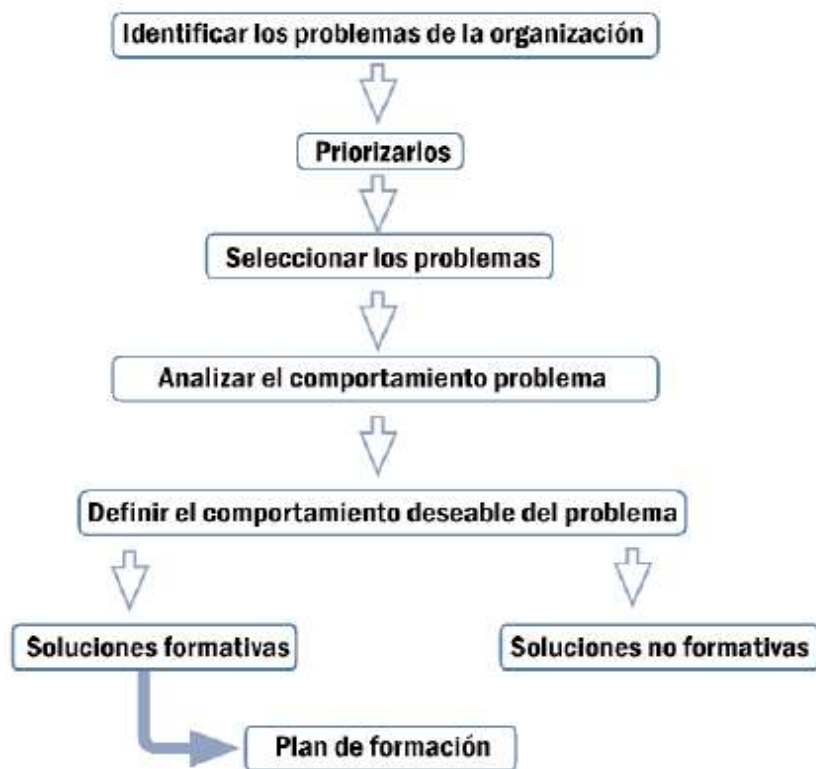 Identificar los problemas de la organización
Priorizarlos
Seleccionar los problemas
Analizar el comportamiento problema
Definir el comportamiento deseable del problema
Soluciones formativas
Soluciones no formativas
Plan de formación